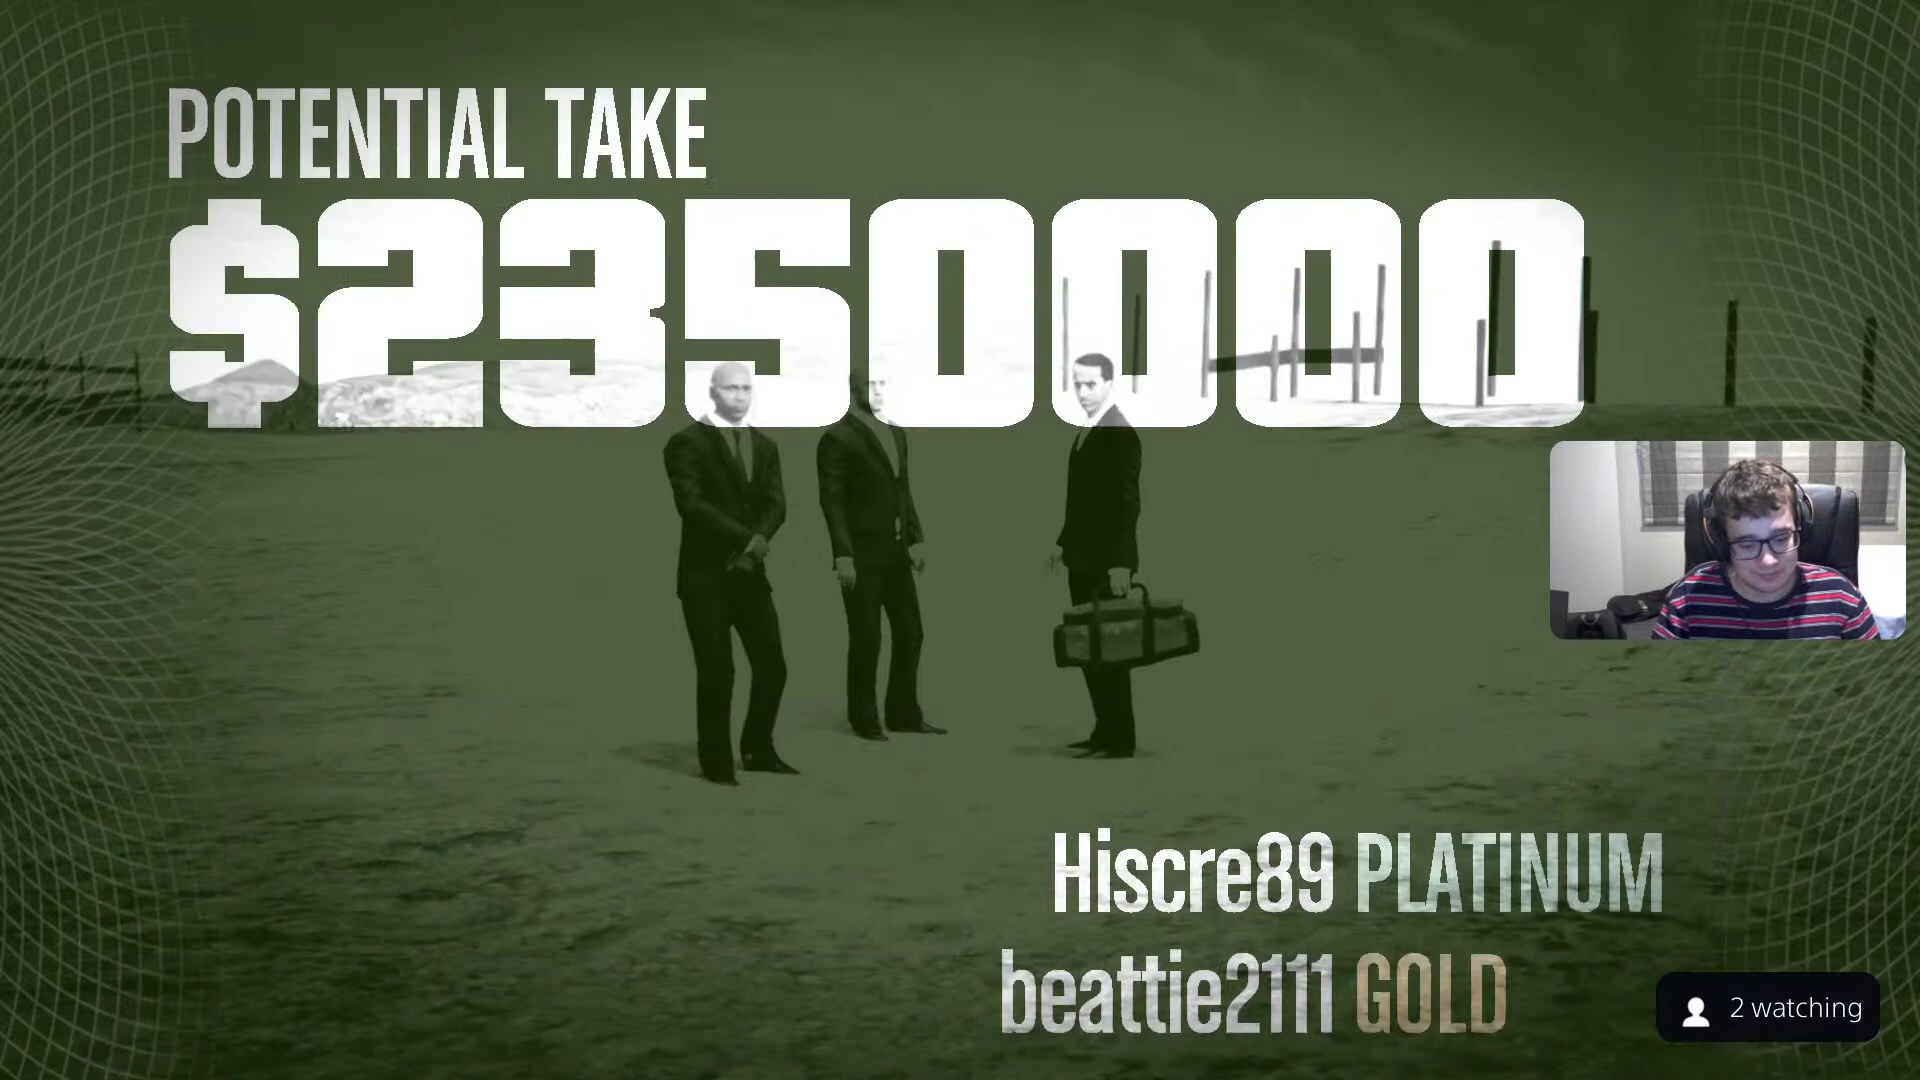 POTENTIAL TAKE
$2350000
Hiscre89 PLATINUM
beattie2111 GOLD
2 watching